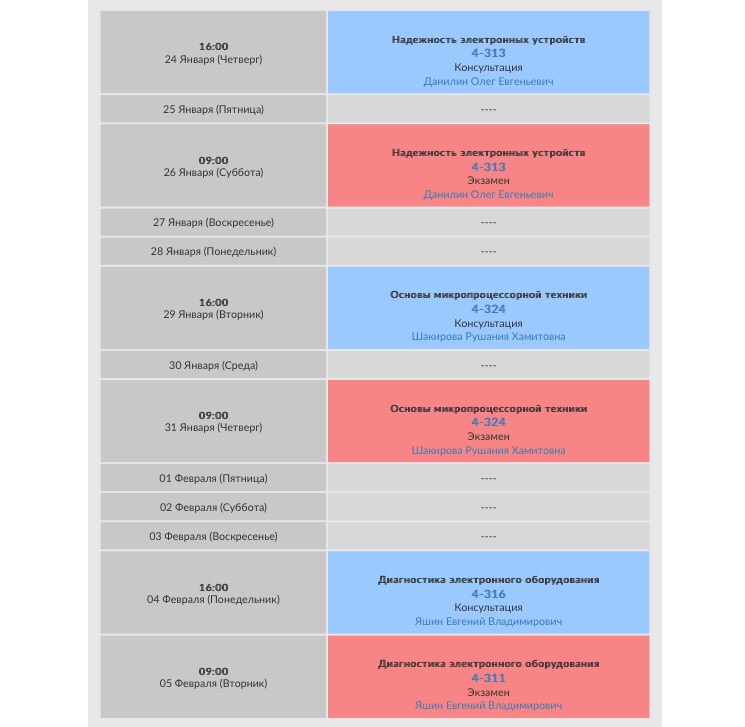 16:00
24 Января (Четверг)
Надежность электронных устройств
4-313
Консультация
Данилин Олег Евгеньевич
25 Января (Пятница)
----
09:00
26 Января (Суббота)
Надежность электронных устройств
4-313
Экзамен
Данилин Олег Евгеньевич
27 Января (Воскресенье)
----
28 Января (Понедельник)
----
16:00
29 Января (Вторник)
Основы микропроцессорной техники
4-324
Консультация
Шакирова Рушания Хамитовна
30 Января (Среда)
----
09:00
31 Января (Четверг)
Основы микропроцессорной техники
4-324
Экзамен
Шакирова Рушания Хамитовна
01 Февраля (Пятница)
----
02 Февраля (Суббота)
----
03 Февраля (Воскресенье)
----
16:00
04 Февраля (Понедельник)
Диагностика электронного оборудования
4-316
Консультация
Яшин Евгений Владимирович
09:00
05 Февраля (Вторник)
Диагностика электронного оборудования
4-311
Экзамен
Яшин Евгений Владимирович